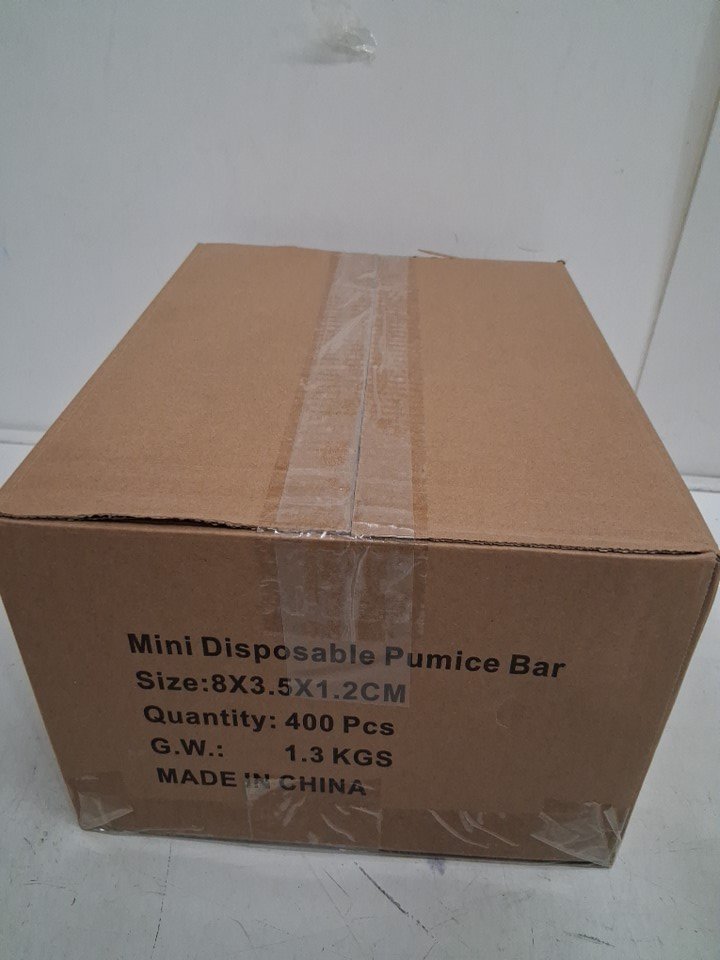 Mini Disposable Pumice Bar
Size:8X3.5X1.2CM
Quantity: 400 Pcs
G.W.: 1.3 KGS
MADE IN CHINA